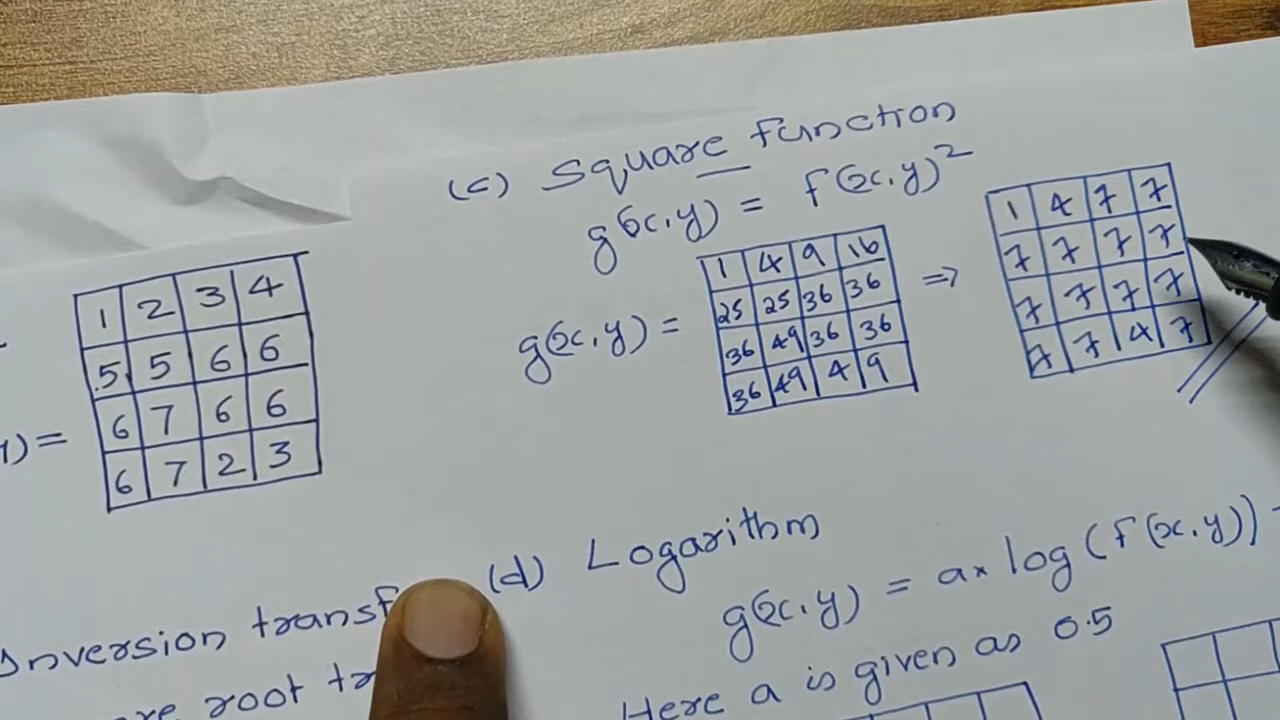 (c) Square Function
g(x,y) = f(x,y)²
1 2 3 4
5 5 6 6
6 7 6 6
6 7 2 3
) =
g(x,y) =
1 4 9 16
25 25 36 36
36 49 36 36
36 49 4 9
⇒
1 4 7 7
7 7 7 7
7 7 7 7
7 7 4 7
(d) Logarithm
g(x,y) = a× log(f(x,y))
Here a is given as 0.5
Inversion transf
root tr